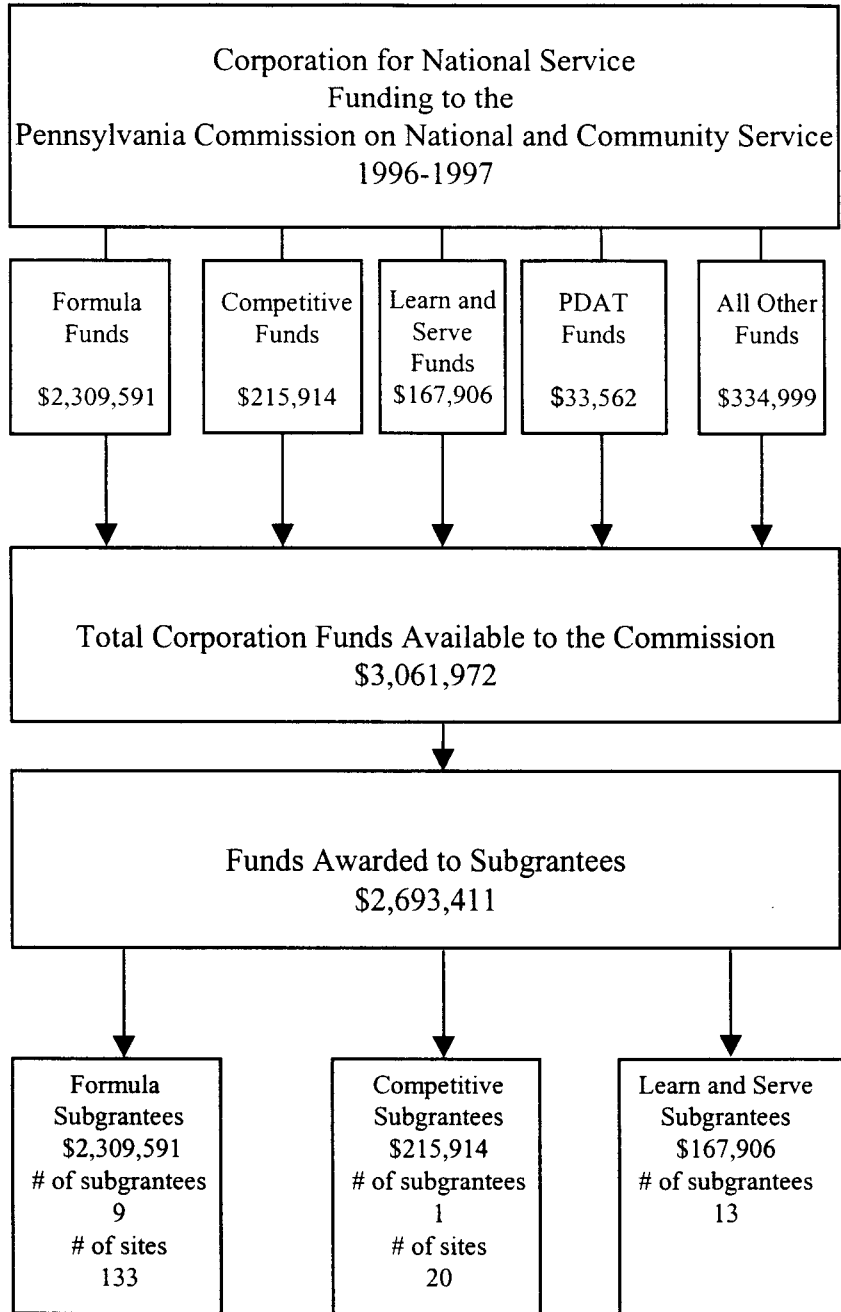 Corporation for National Service
Funding to the
Pennsylvania Commission on National and Community Service
1996-1997
Formula
Funds
$2,309,591
Competitive
Funds
$215,914
Learn and
Serve
Funds
$167,906
PDAT
Funds
$33,562
All Other
Funds
$334,999
Total Corporation Funds Available to the Commission
$3,061,972
Funds Awarded to Subgrantees
$2,693,411
Formula
Subgrantees
$2,309,591
# of subgrantees
9
# of sites
133
Competitive
Subgrantees
$215,914
# of subgrantees
1
# of sites
20
Learn and Serve
Subgrantees
$167,906
# of subgrantees
13